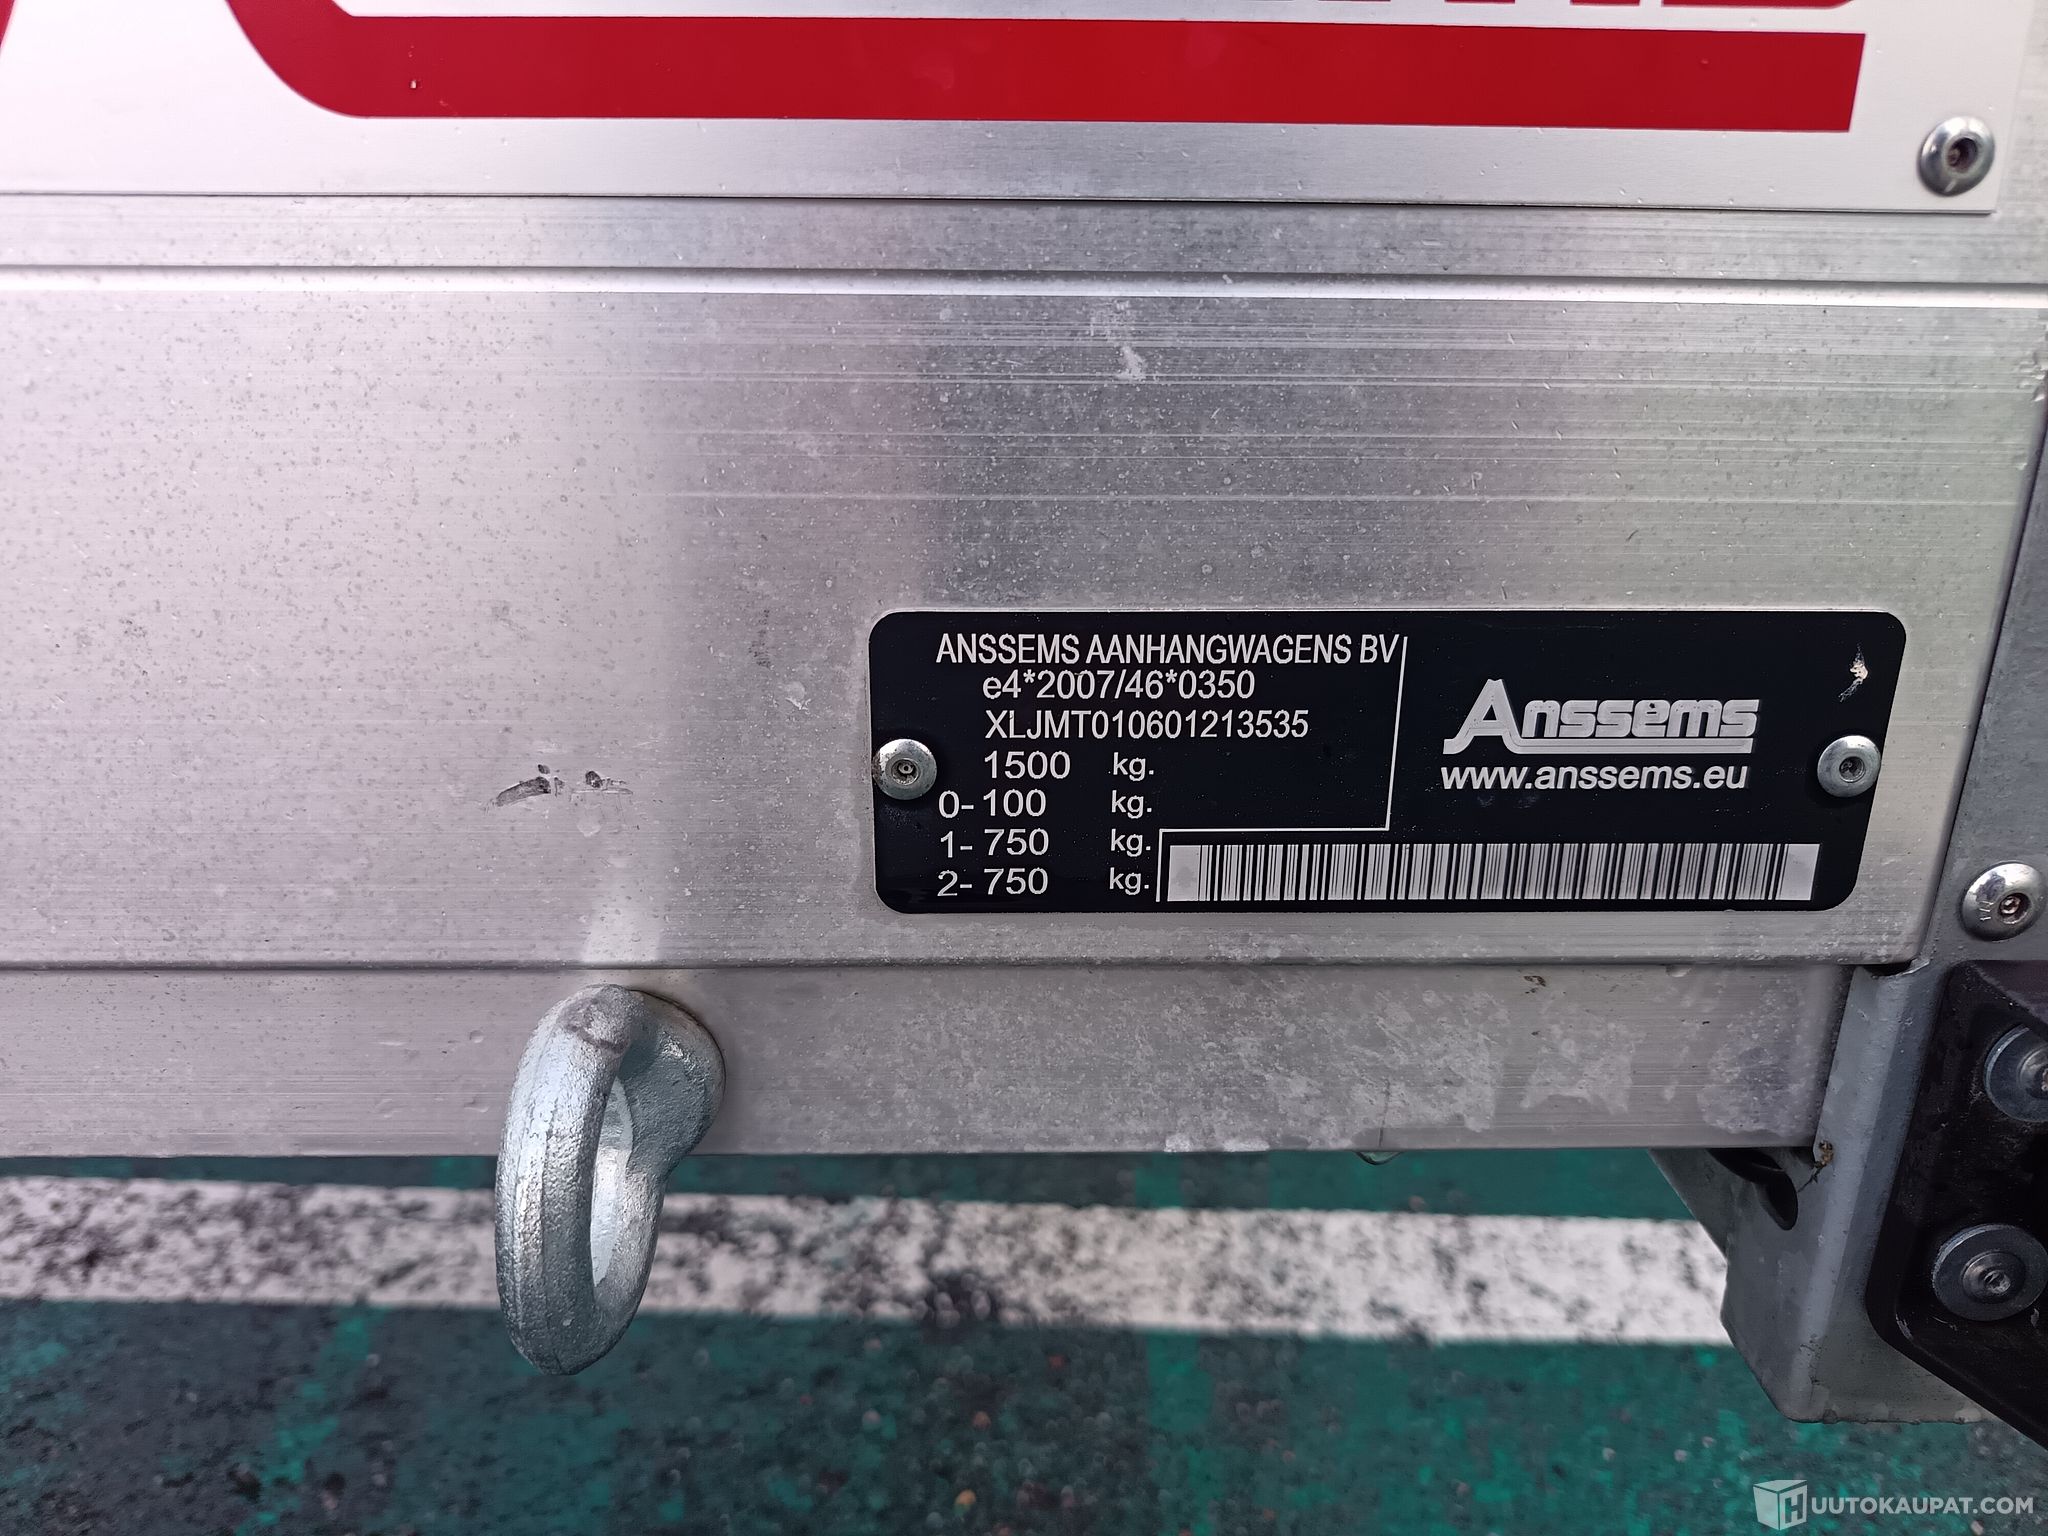 ANSSEMS AANHANGWAGENS BV
e4*2007/46*0350
XLJMT010601213535
1500 kg.
0- 100 kg.
1- 750 kg.
2- 750 kg.
Anssems
www.anssems.eu
HUUTOKAUPAT.COM